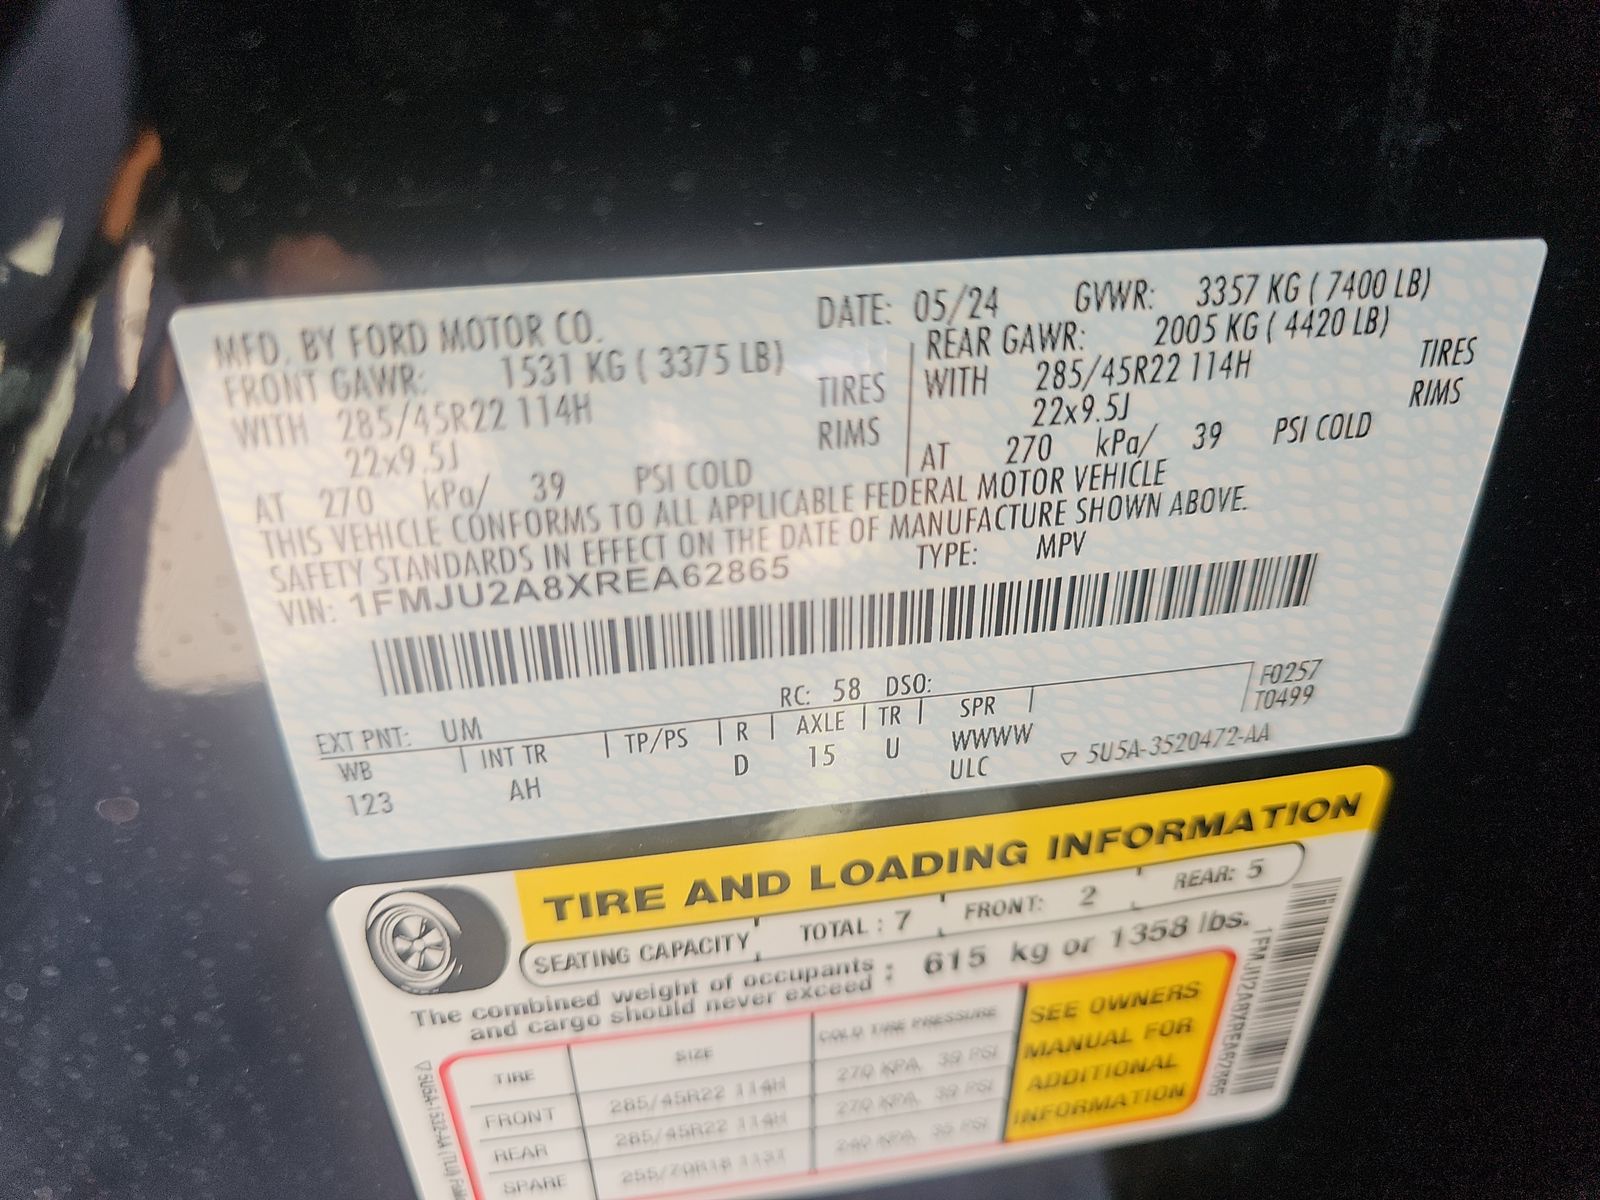 MFD. BY FORD MOTOR CO. DATE: 05/24 GVWR: 3357 KG ( 7400 LB)
FRONT GAWR: 1531 KG ( 3375 LB) REAR GAWR: 2005 KG ( 4420 LB)
WITH 285/45R22 114H TIRES WITH 285/45R22 114H TIRES
22x9.5J RIMS 22x9.5J RIMS
AT 270 kPa/ 39 PSI COLD AT 270 kPa/ 39 PSI COLD
THIS VEHICLE CONFORMS TO ALL APPLICABLE FEDERAL MOTOR VEHICLE
SAFETY STANDARDS IN EFFECT ON THE DATE OF MANUFACTURE SHOWN ABOVE.
VIN: 1FMJU2A8XREA62865 TYPE: MPV
EXT PNT: UM RC: 58 DSO: F0257
WB INT TR TP/PS R AXLE TR SPR T0499
123 AH D 15 U WWWW
ULC ▽ 5U5A-3520472-AA
TIRE AND LOADING INFORMATION
SEATING CAPACITY TOTAL : 7 FRONT: 2 REAR: 5
The combined weight of occupants
and cargo should never exceed : 615 kg or 1358 lbs.
TIRE SIZE COLD TIRE PRESSURE
FRONT 285/45R22 114H 270 KPA, 39 PSI
REAR 285/45R22 114H 270 KPA, 39 PSI
SPARE 255/70R18 113T 240 KPA, 35 PSI
SEE OWNERS
MANUAL FOR
ADDITIONAL
INFORMATION
1FMJU2A8XREA62865